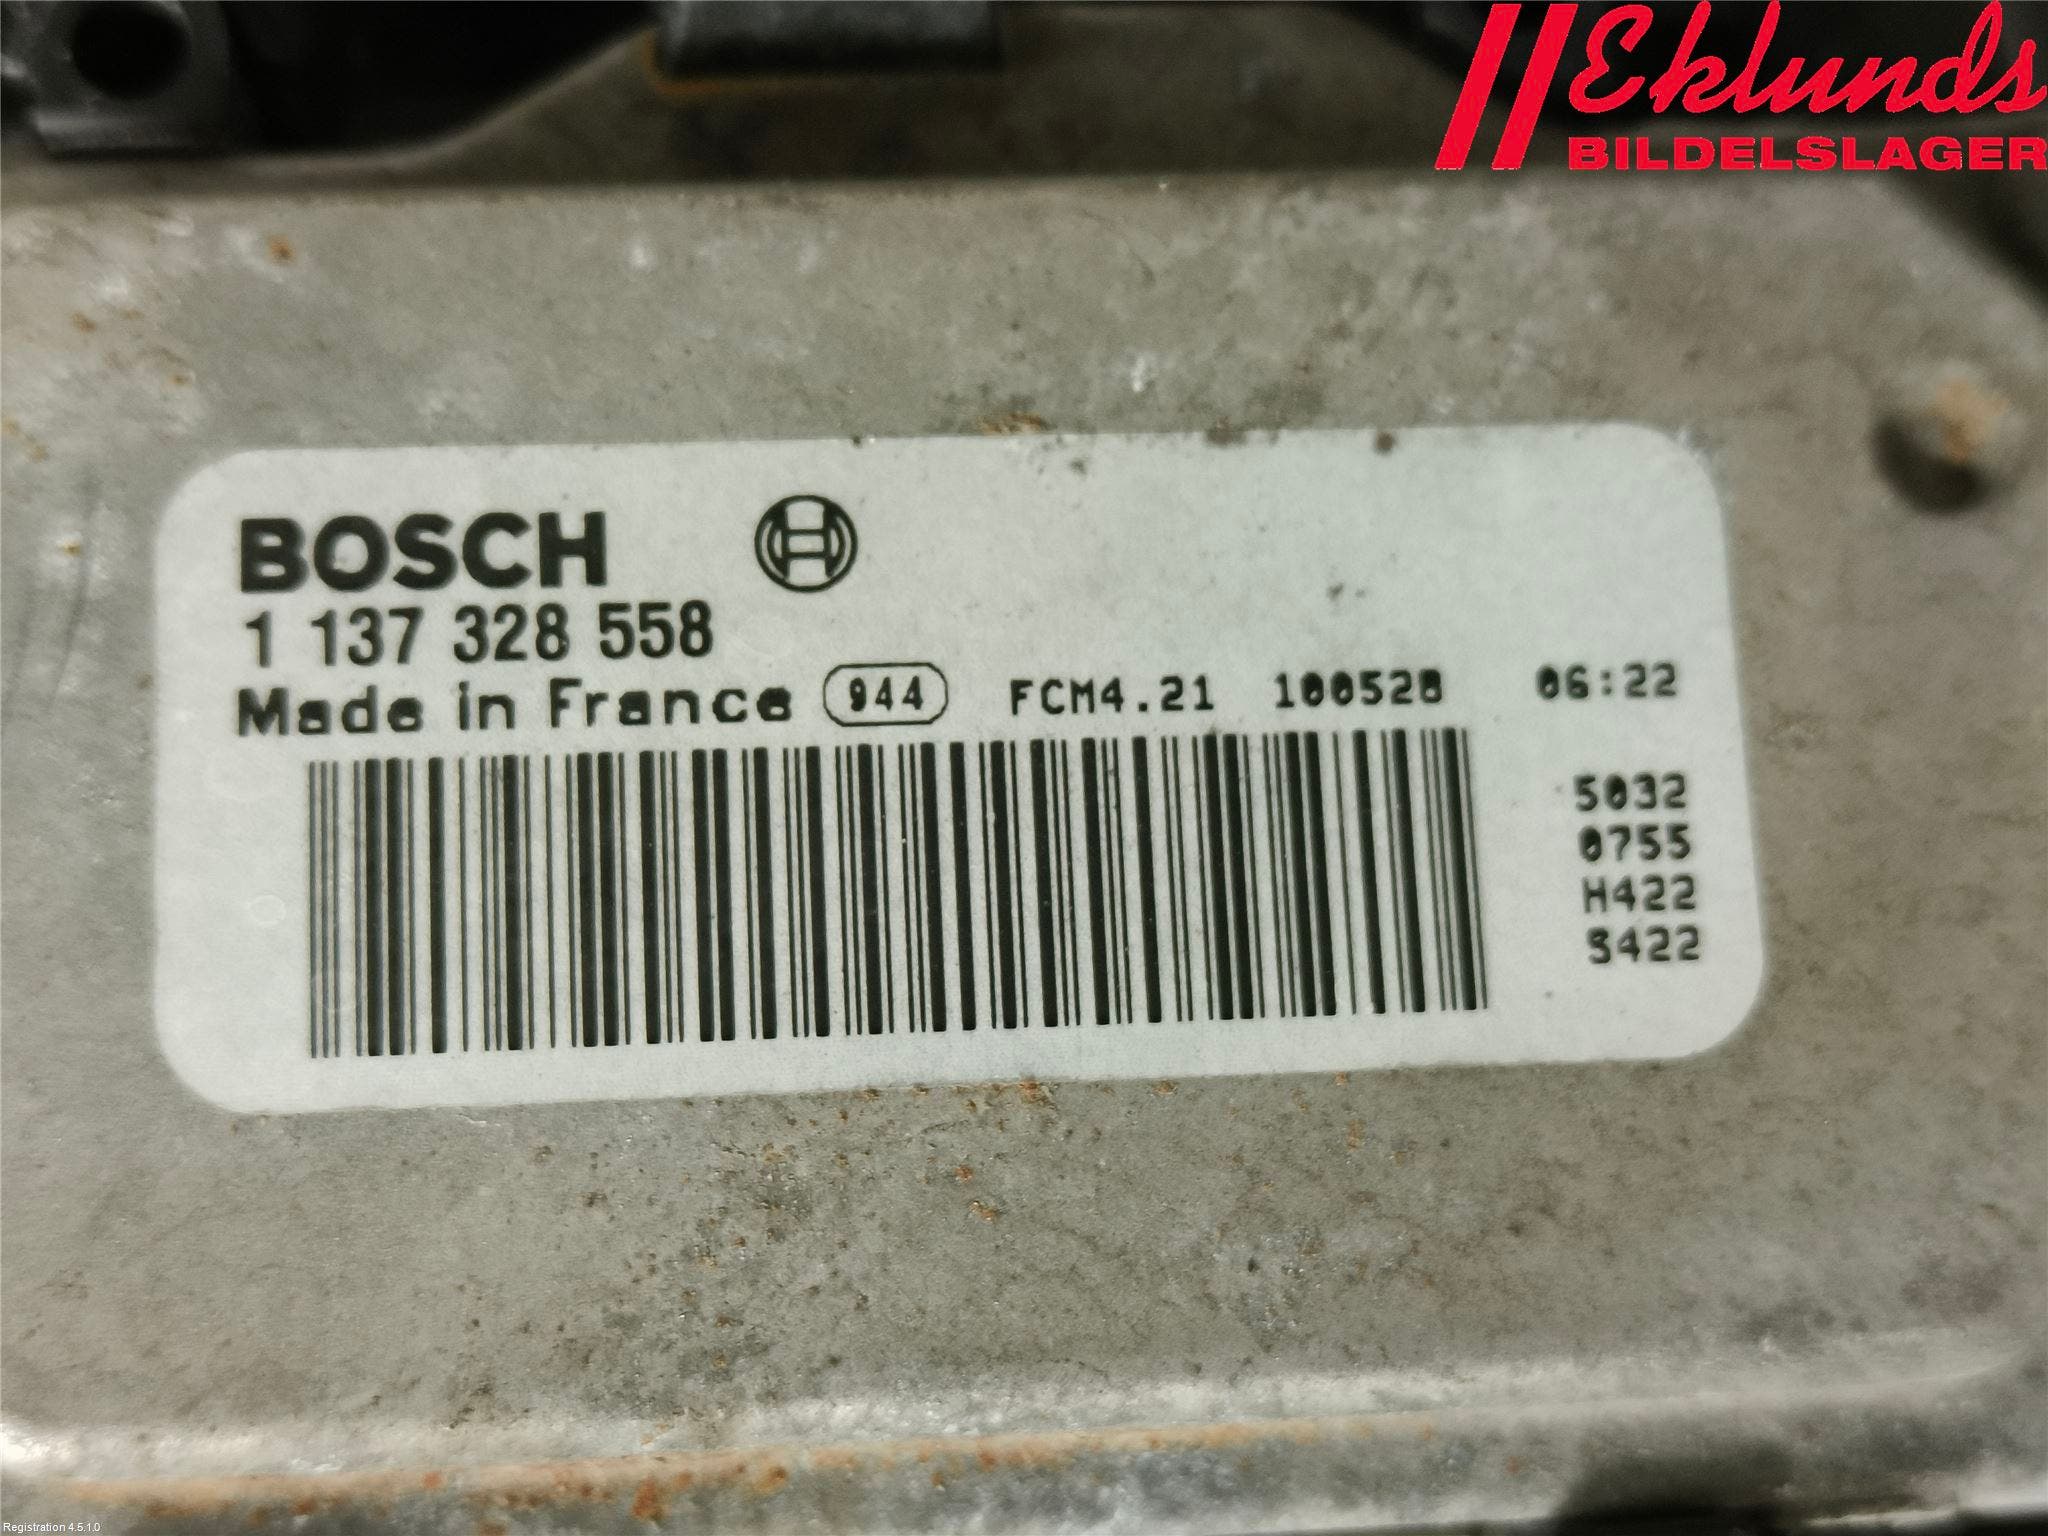 Eklunds
BILDELSLAGER
BOSCH
1 137 328 558
Made in France 944 FCM4.21 100528 06:22
5032
0755
H422
S422
Registration 4.5.1.0